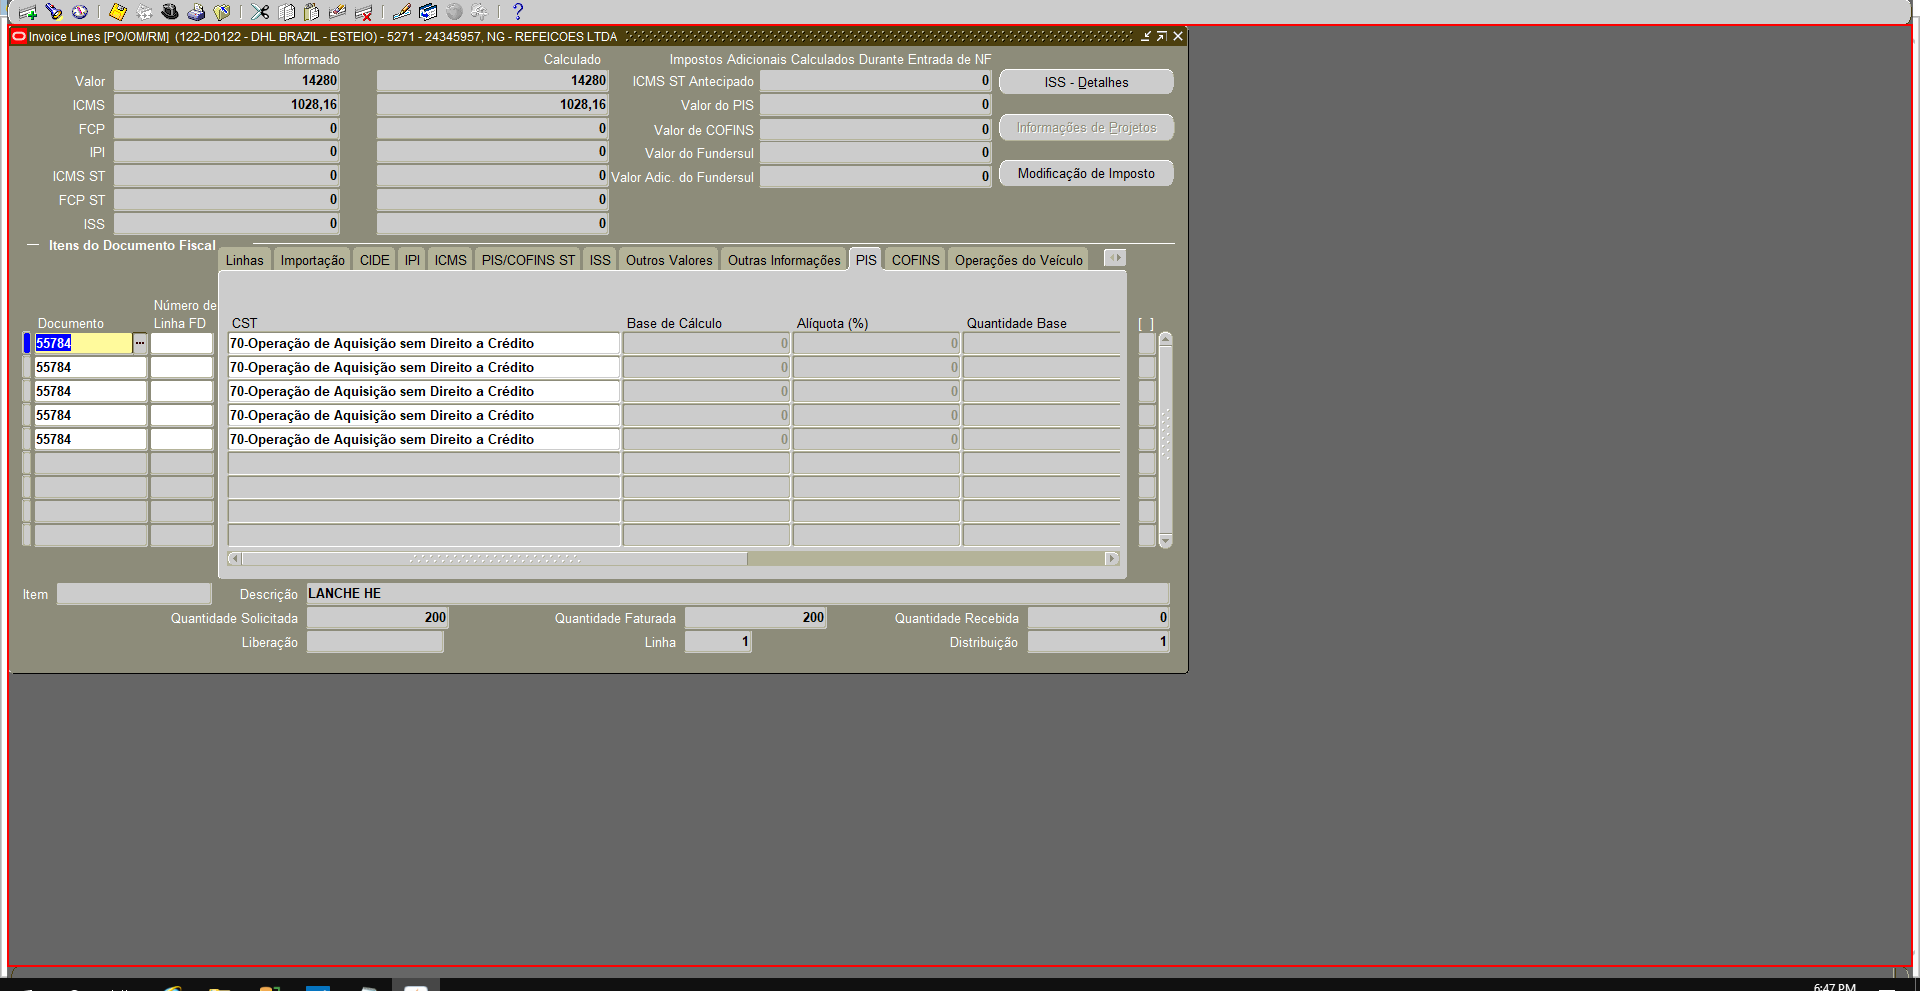 Invoice Lines [PO/OM/RM] (122-D0122 - DHL BRAZIL - ESTEIO) - 5271 - 24345957, NG - REFEICOES LTDA
Informado Calculado Impostos Adicionais Calculados Durante Entrada de NF
Valor 14280 14280 ICMS ST Antecipado 0 ISS - Detalhes
ICMS 1028,16 1028,16 Valor do PIS 0
FCP 0 0 Valor de COFINS 0 Informações de Projetos
IPI 0 0 Valor do Fundersul 0
ICMS ST 0 0 Valor Adic. do Fundersul 0 Modificação de Imposto
FCP ST 0 0
ISS 0 0
Itens do Documento Fiscal
Linhas Importação CIDE IPI ICMS PIS/COFINS ST ISS Outros Valores Outras Informações PIS COFINS Operações do Veículo
Número de
Documento Linha FD CST Base de Cálculo Alíquota (%) Quantidade Base [ ]
55784 ... 70-Operação de Aquisição sem Direito a Crédito 0 0
55784 70-Operação de Aquisição sem Direito a Crédito 0 0
55784 70-Operação de Aquisição sem Direito a Crédito 0 0
55784 70-Operação de Aquisição sem Direito a Crédito 0 0
55784 70-Operação de Aquisição sem Direito a Crédito 0 0
Item Descrição LANCHE HE
Quantidade Solicitada 200 Quantidade Faturada 200 Quantidade Recebida 0
Liberação Linha 1 Distribuição 1
6:47 PM